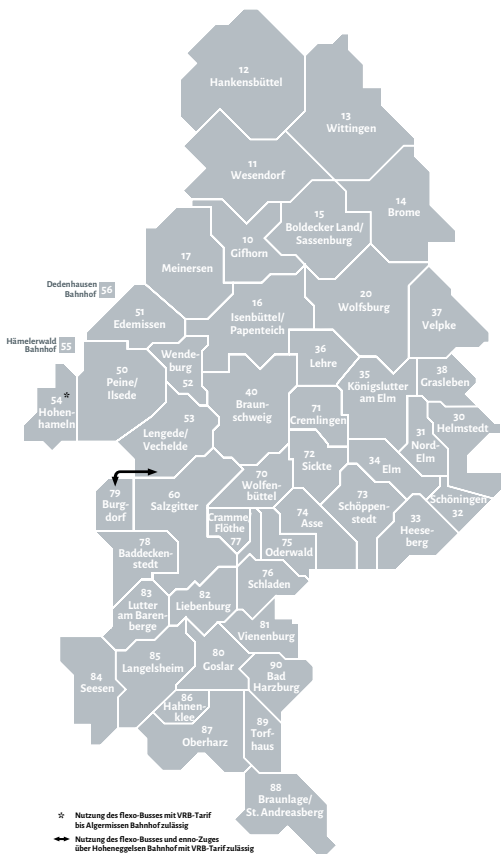 12
Hankensbüttel
13
Wittingen
11
Wesendorf
14
Brome
15
Boldecker Land/
Sassenburg
10
Gifhorn
17
Meinersen
Dedenhausen
Bahnhof
56
16
Isenbüttel/
Papenteich
20
Wolfsburg
37
Velpke
51
Edemissen
Hämelerwald
Bahnhof
55
Wende-
burg
52
36
Lehre
35
Königslutter
am Elm
38
Grasleben
50
Peine/
Ilsede
54*
Hohen-
hameln
40
Braun-
schweig
71
Cremlingen
30
Helmstedt
31
Nord-
Elm
53
Lengede/
Vechelde
72
Sickte
34 Elm
70
Wolfen-
büttel
79
Burg-
dorf
60
Salzgitter
73
Schöppen-
stedt
Schöningen
32
33
Heese-
berg
74
Asse
Cramme/
Flöthe
77
75
Oderwald
78
Baddecken-
stedt
76
Schladen
83
Lutter
am Baren-
berge
82
Liebenburg
81
Vienenburg
84
Seesen
85
Langelsheim
80
Goslar
90
Bad
Harzburg
86
Hahnen-
klee
87
Oberharz
89
Torf-
haus
88
Braunlage/
St. Andreasberg
* Nutzung des flexo-Busses mit VRB-Tarif
bis Algermissen Bahnhof zulässig
↔ Nutzung des flexo-Busses und enno-Zuges
über Hoheneggelsen Bahnhof mit VRB-Tarif zulässig